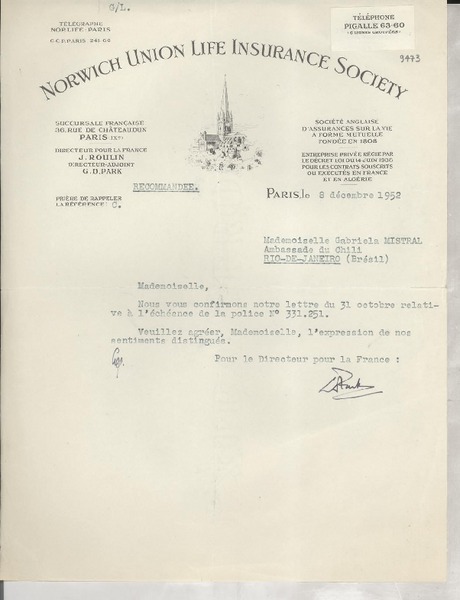 G/L.
TÉLÉGRAPHE
NORLIFE-PARIS
C.C.P. PARIS 241-04
TÉLÉPHONE
PIGALLE 63-60
9473
NORWICH UNION LIFE INSURANCE SOCIETY
SUCCURSALE FRANÇAISE
36, RUE DE CHÂTEAUDUN
PARIS (IXe)
DIRECTEUR POUR LA FRANCE
J. ROULIN
DIRECTEUR-ADJOINT
G.D. PARK
SOCIÉTÉ ANGLAISE
D'ASSURANCES SUR LA VIE
A FORME MUTUELLE
FONDÉE EN 1808
ENTREPRISE PRIVÉE RÉGIE PAR
LE DÉCRET LOI DU 14 JUIN 1938
POUR LES CONTRATS SOUSCRITS
OU EXÉCUTÉS EN FRANCE
ET EN ALGÉRIE
RECOMMANDEE.
PRIÈRE DE RAPPELER
LA RÉFÉRENCE: C.
PARIS, le 8 décembre 1952
Mademoiselle Gabriela MISTRAL
Ambassade du Chili
RIO-DE-JANEIRO (Brésil)
Mademoiselle,
Nous vous confirmons notre lettre du 31 octobre relati-
ve à l'échéance de la police N° 331.251.
Veuillez agréer, Mademoiselle, l'expression de nos
sentiments distingués.
Pour le Directeur pour la France :